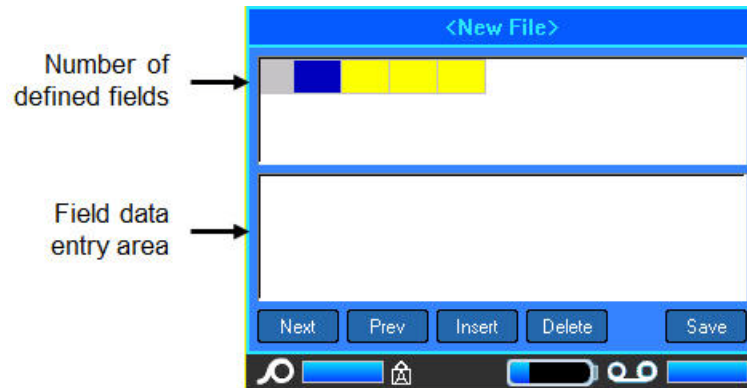 <New File>
Number of
defined fields
Field data
entry area
Next Prev Insert Delete Save
A